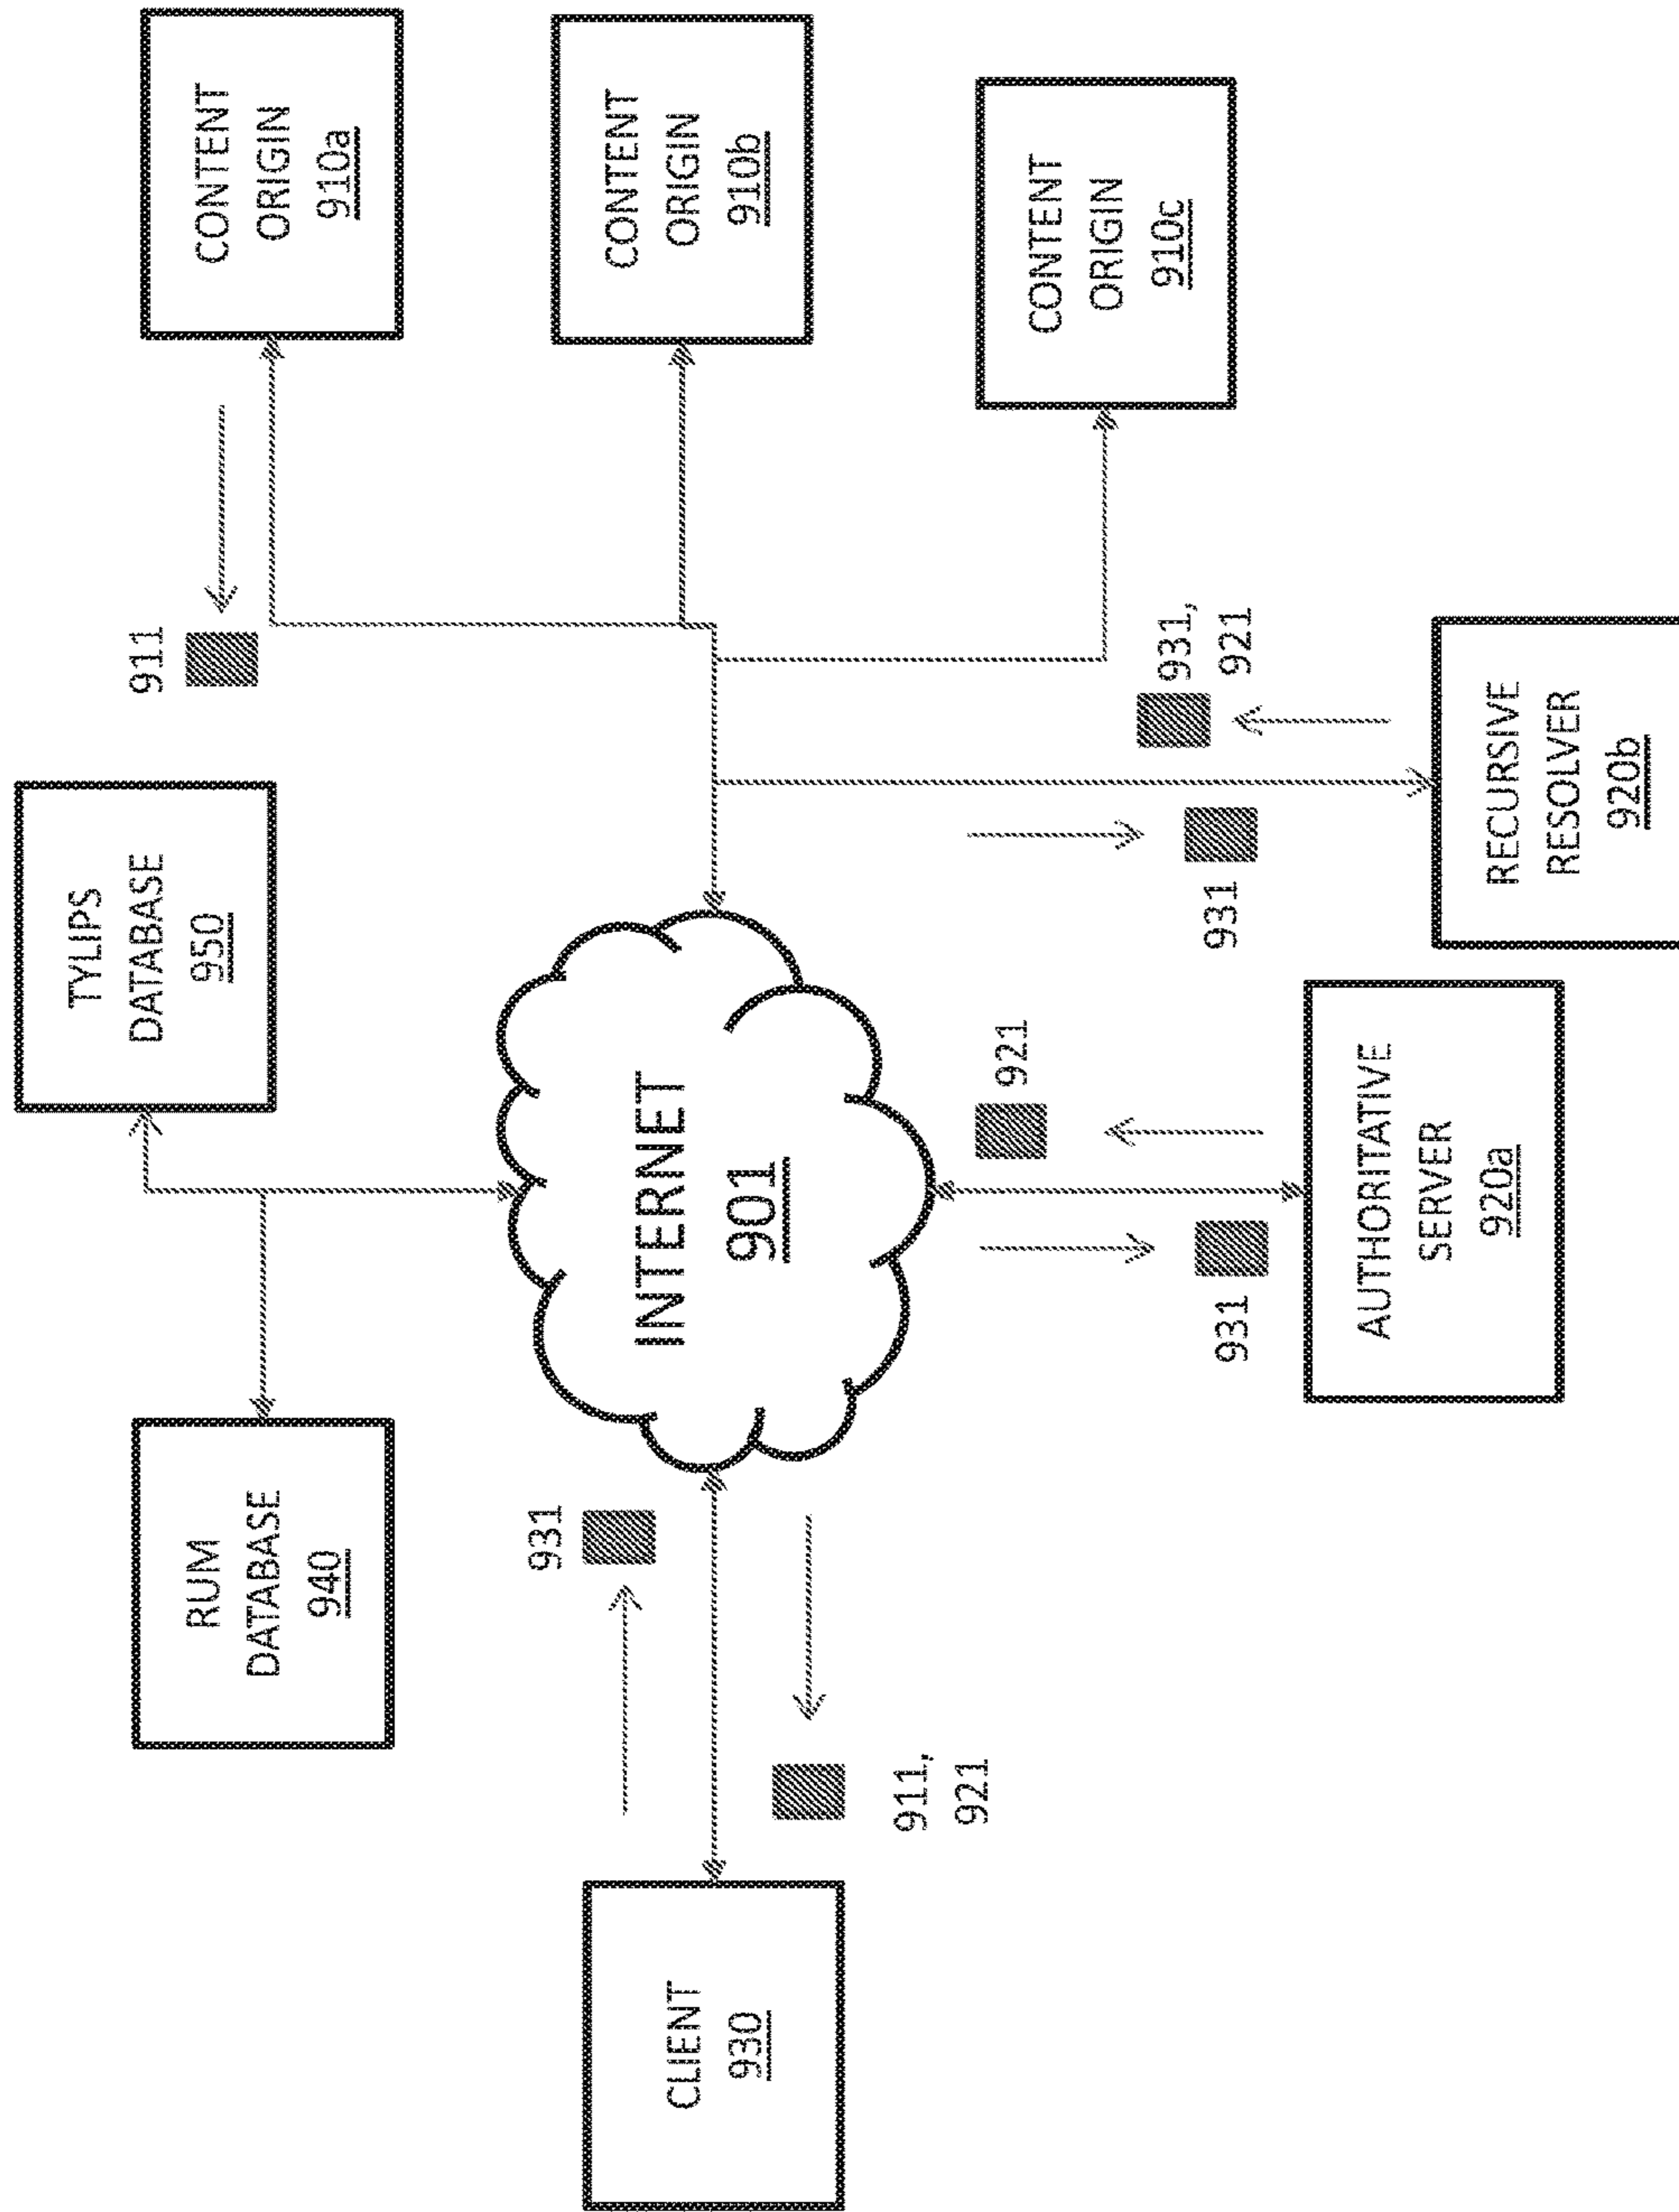 TYLIPS
DATABASE
950
RUM
DATABASE
940
911
CONTENT
ORIGIN
910a
931
CLIENT
930
INTERNET
901
CONTENT
ORIGIN
910b
911,
921
921
CONTENT
ORIGIN
910c
931
931
931,
921
AUTHORITATIVE
SERVER
920a
RECURSIVE
RESOLVER
920b